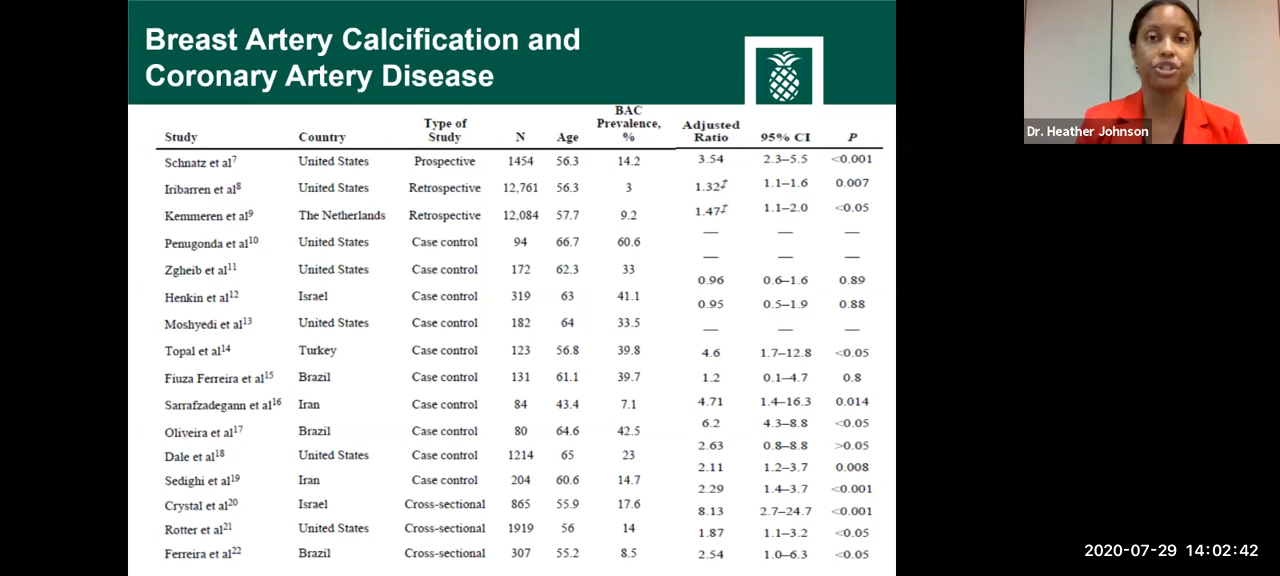 Breast Artery Calcification and
Coronary Artery Disease
Study Country Type of Study N Age BAC Prevalence, % Adjusted Ratio 95% CI P
Schnatz et al7 United States Prospective 1454 56.3 14.2 3.54 2.3–5.5 <0.001
Iribarren et al8 United States Retrospective 12,761 56.3 3 1.32‡ 1.1–1.6 0.007
Kemmeren et al9 The Netherlands Retrospective 12,084 57.7 9.2 1.47‡ 1.1–2.0 <0.05
Penugonda et al10 United States Case control 94 66.7 60.6 — — —
— — —
Zgheib et al11 United States Case control 172 62.3 33 0.96 0.6–1.6 0.89
Henkin et al12 Israel Case control 319 63 41.1 0.95 0.5–1.9 0.88
Moshyedi et al13 United States Case control 182 64 33.5 — — —
Topal et al14 Turkey Case control 123 56.8 39.8 4.6 1.7–12.8 <0.05
Fiuza Ferreira et al15 Brazil Case control 131 61.1 39.7 1.2 0.1–4.7 0.8
Sarrafzadegann et al16 Iran Case control 84 43.4 7.1 4.71 1.4–16.3 0.014
Oliveira et al17 Brazil Case control 80 64.6 42.5 6.2 4.3–8.8 <0.05
Dale et al18 United States Case control 1214 65 23 2.63 0.8–8.8 >0.05
Sedighi et al19 Iran Case control 204 60.6 14.7 2.11 1.2–3.7 0.008
2.29 1.4–3.7 <0.001
Crystal et al20 Israel Cross-sectional 865 55.9 17.6 8.13 2.7–24.7 <0.001
Rotter et al21 United States Cross-sectional 1919 56 14 1.87 1.1–3.2 <0.05
Ferreira et al22 Brazil Cross-sectional 307 55.2 8.5 2.54 1.0–6.3 <0.05
Dr. Heather Johnson
2020-07-29 14:02:42